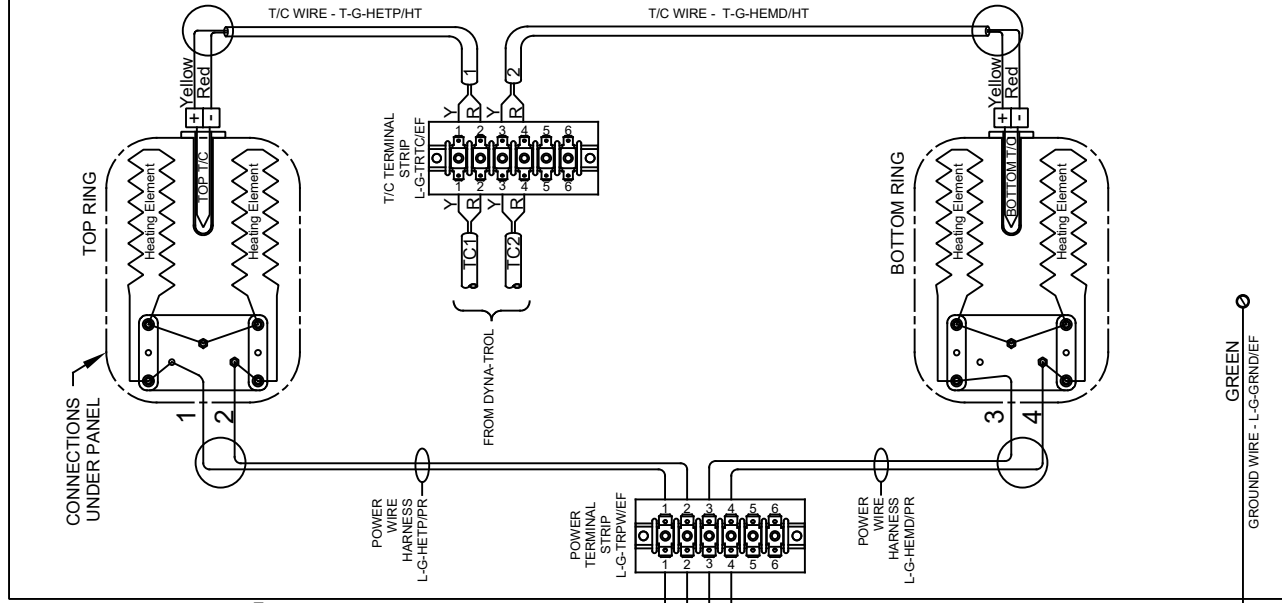 T/C WIRE - T-G-HETP/HT
T/C WIRE - T-G-HEMD/HT
Yellow
Red
+
-
TOP T/C
Heating Element
Heating Element
TOP RING
CONNECTIONS
UNDER PANEL
1
2
1
2
Y
R
Y
R
1 2 3 4 5 6
1 2 3 4 5 6
T/C TERMINAL
STRIP
L-G-TRTC/EF
Y
R
Y
R
TC1
TC2
FROM DYNA-TROL
Yellow
Red
+
-
BOTTOM T/C
Heating Element
Heating Element
BOTTOM RING
3
4
POWER
WIRE
HARNESS
L-G-HETP/PR
POWER
TERMINAL
STRIP
L-G-TRPW/EF
1 2 3 4 5 6
1 2 3 4 5 6
POWER
WIRE
HARNESS
L-G-HEMD/PR
GREEN
GROUND WIRE - L-G-GRND/EF